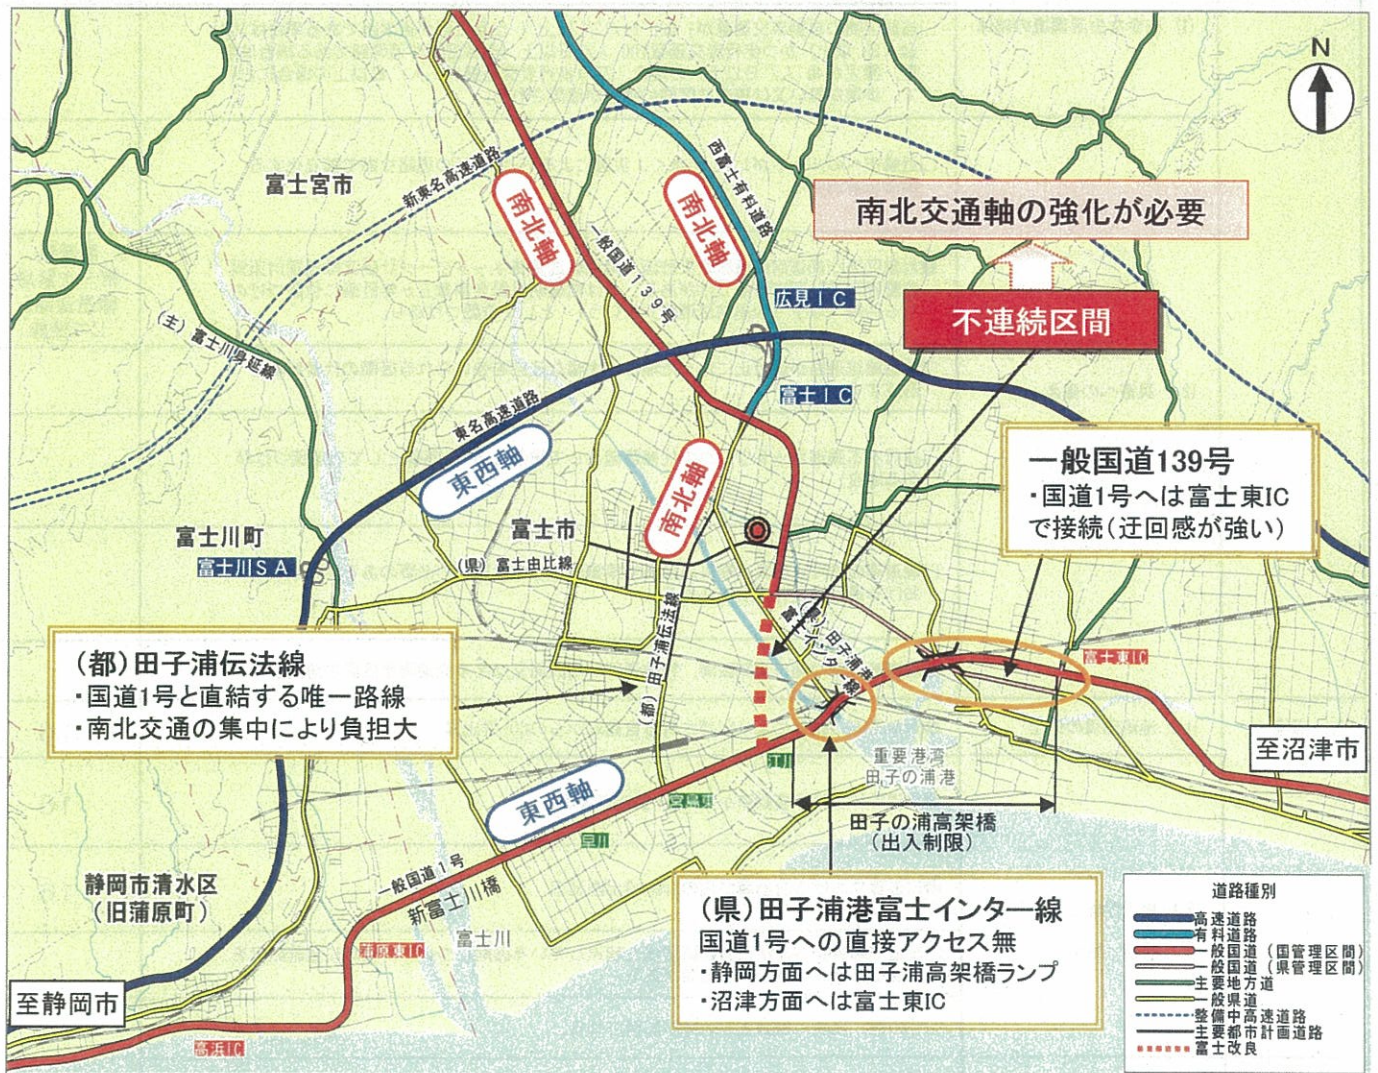 N
富士宮市
新東名高速道路
南北軸
南北軸
西富士有料道路
一般国道139号
南北交通軸の強化が必要
不連続区間
広見IC
富士IC
(主)富士川身延線
東名高速道路
東西軸
南北軸
富士市
富士川町
富士川SA
(県)富士由比線
一般国道139号
・国道1号へは富士東IC
で接続(迂回感が強い)
(都)田子浦伝法線
・国道1号と直結する唯一路線
・南北交通の集中により負担大
(都)田子浦伝法線
(県)田子浦港
富士インター線
富士東IC
至沼津市
重要港湾
田子の浦港
江川
宮島東
早川
東西軸
田子の浦高架橋
(出入制限)
一般国道1号
新富士川橋
富士川
静岡市清水区
(旧蒲原町)
蒲原東IC
至静岡市
高浜IC
(県)田子浦港富士インター線
国道1号への直接アクセス無
・静岡方面へは田子浦高架橋ランプ
・沼津方面へは富士東IC
道路種別
高速道路
有料道路
一般国道(国管理区間)
一般国道(県管理区間)
主要地方道
一般県道
整備中高速道路
主要都市計画道路
富士改良